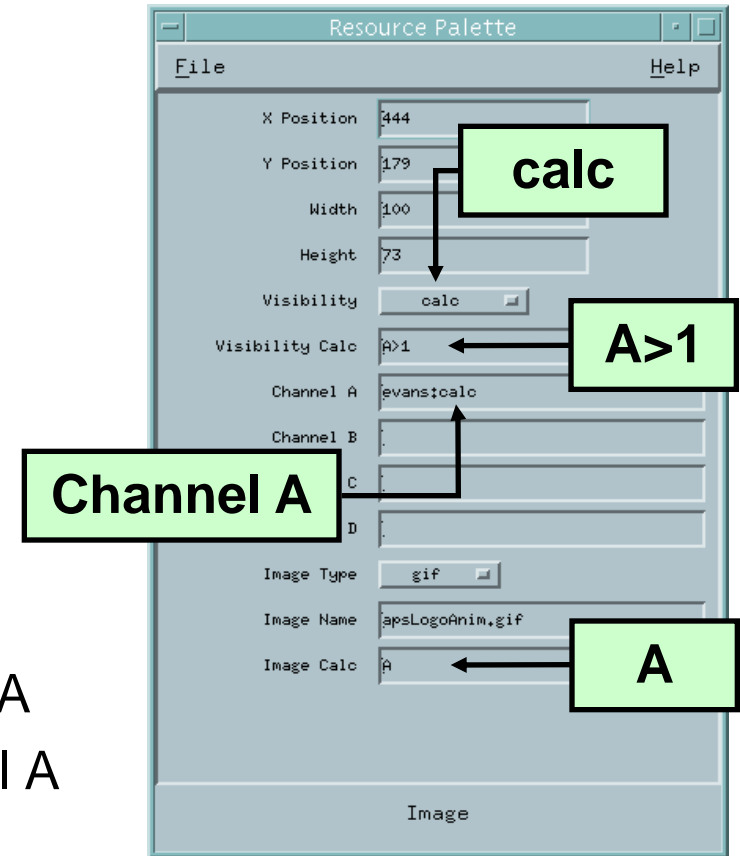 Resource Palette
File Help
X Position 444
Y Position 179
calc
Width 100
Height 73
Visibility calc
Visibility Calc A>1
A>1
Channel A evans:calc
Channel B
Channel A
C
D
Image Type gif
Image Name apsLogoAnim.gif
Image Calc A
A
A
l A
Image